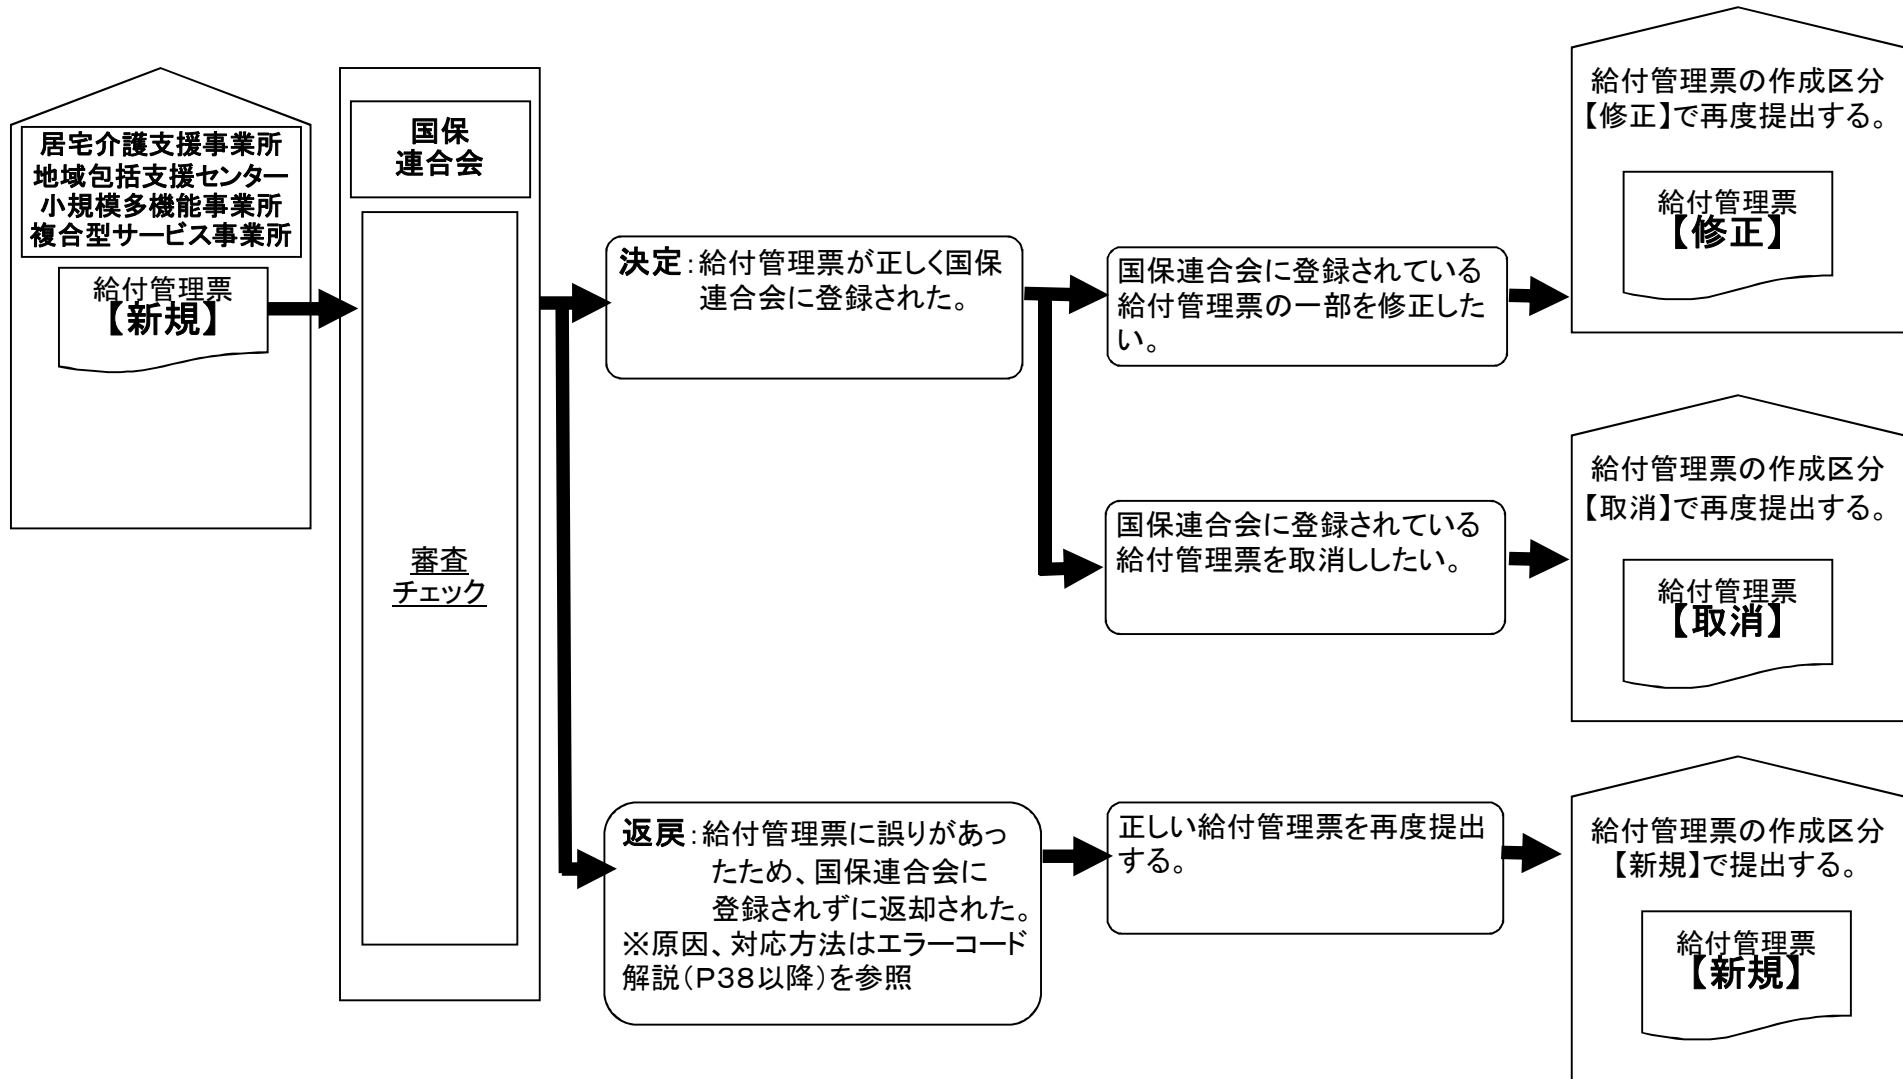 居宅介護支援事業所
地域包括支援センター
小規模多機能事業所
複合型サービス事業所
給付管理票
【新規】
国保
連合会
審査
チェック
決定：給付管理票が正しく国保
連合会に登録された。
国保連合会に登録されている
給付管理票の一部を修正した
い。
給付管理票の作成区分
【修正】で再度提出する。
給付管理票
【修正】
国保連合会に登録されている
給付管理票を取消ししたい。
給付管理票の作成区分
【取消】で再度提出する。
給付管理票
【取消】
返戻：給付管理票に誤りがあっ
たため、国保連合会に
登録されずに返却された。
※原因、対応方法はエラーコード
解説（Ｐ３８以降）を参照
正しい給付管理票を再度提出
する。
給付管理票の作成区分
【新規】で提出する。
給付管理票
【新規】